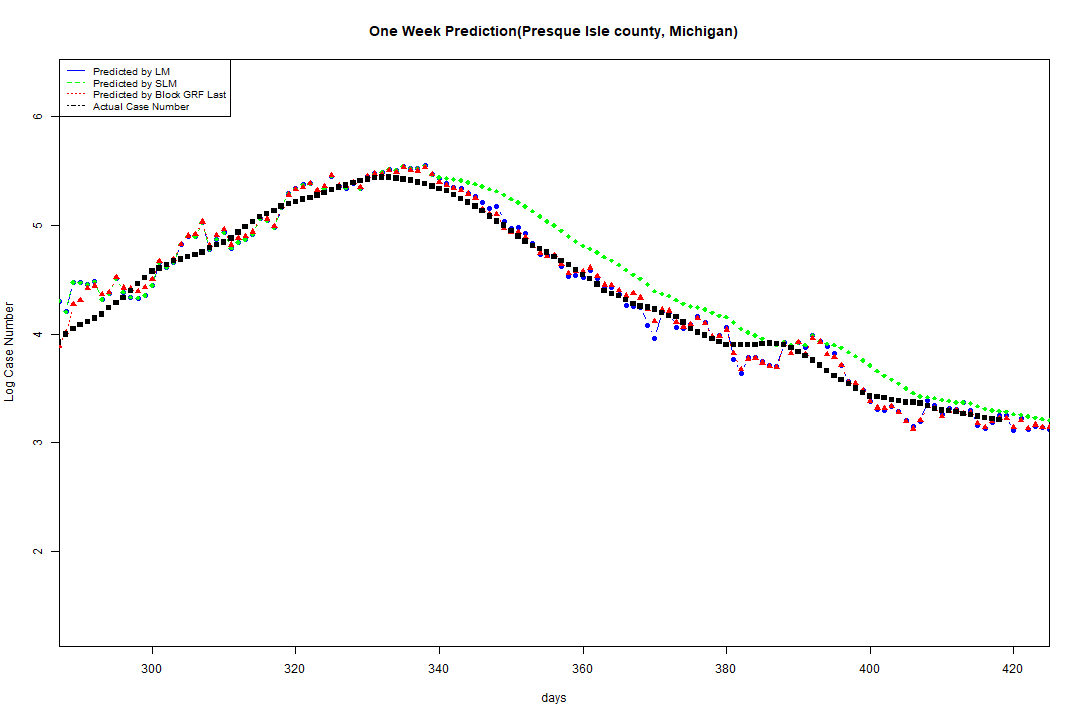 One Week Prediction(Presque Isle county, Michigan)
Predicted by LM
Predicted by SLM
Predicted by Block GRF Last
Actual Case Number
Log Case Number
6
5
4
3
2
300 320 340 360 380 400 420
days